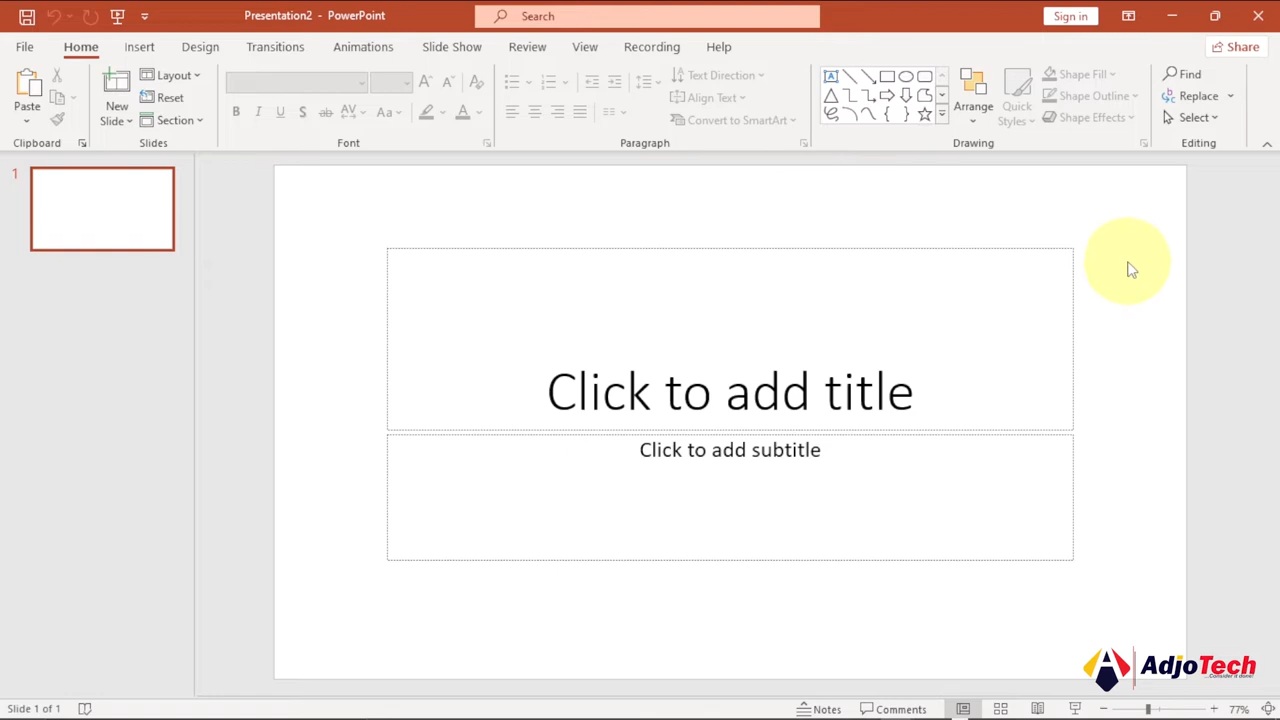 Presentation2 - PowerPoint
Search
Sign in
File Home Insert Design Transitions Animations Slide Show Review View Recording Help
Share
Paste
New Slide
Layout
Reset
Section
B I U S ab AV Aa A
Text Direction
Align Text
Convert to SmartArt
Arrange
Quick Styles
Shape Fill
Shape Outline
Shape Effects
Find
Replace
Select
Clipboard Slides Font Paragraph Drawing Editing
1
Click to add title
Click to add subtitle
AdjoTech
...Consider it done!
Slide 1 of 1
Notes
Comments
77%